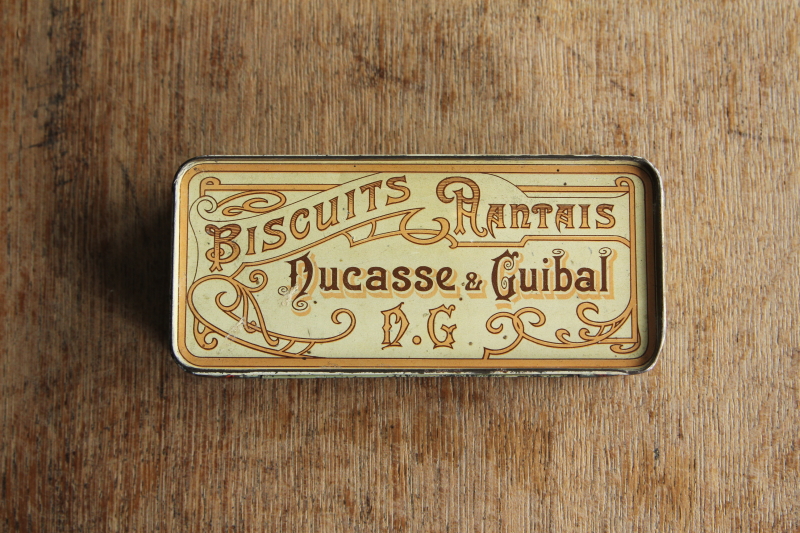 BISCUITS NANTAIS
Ducasse & Guibal
D.G